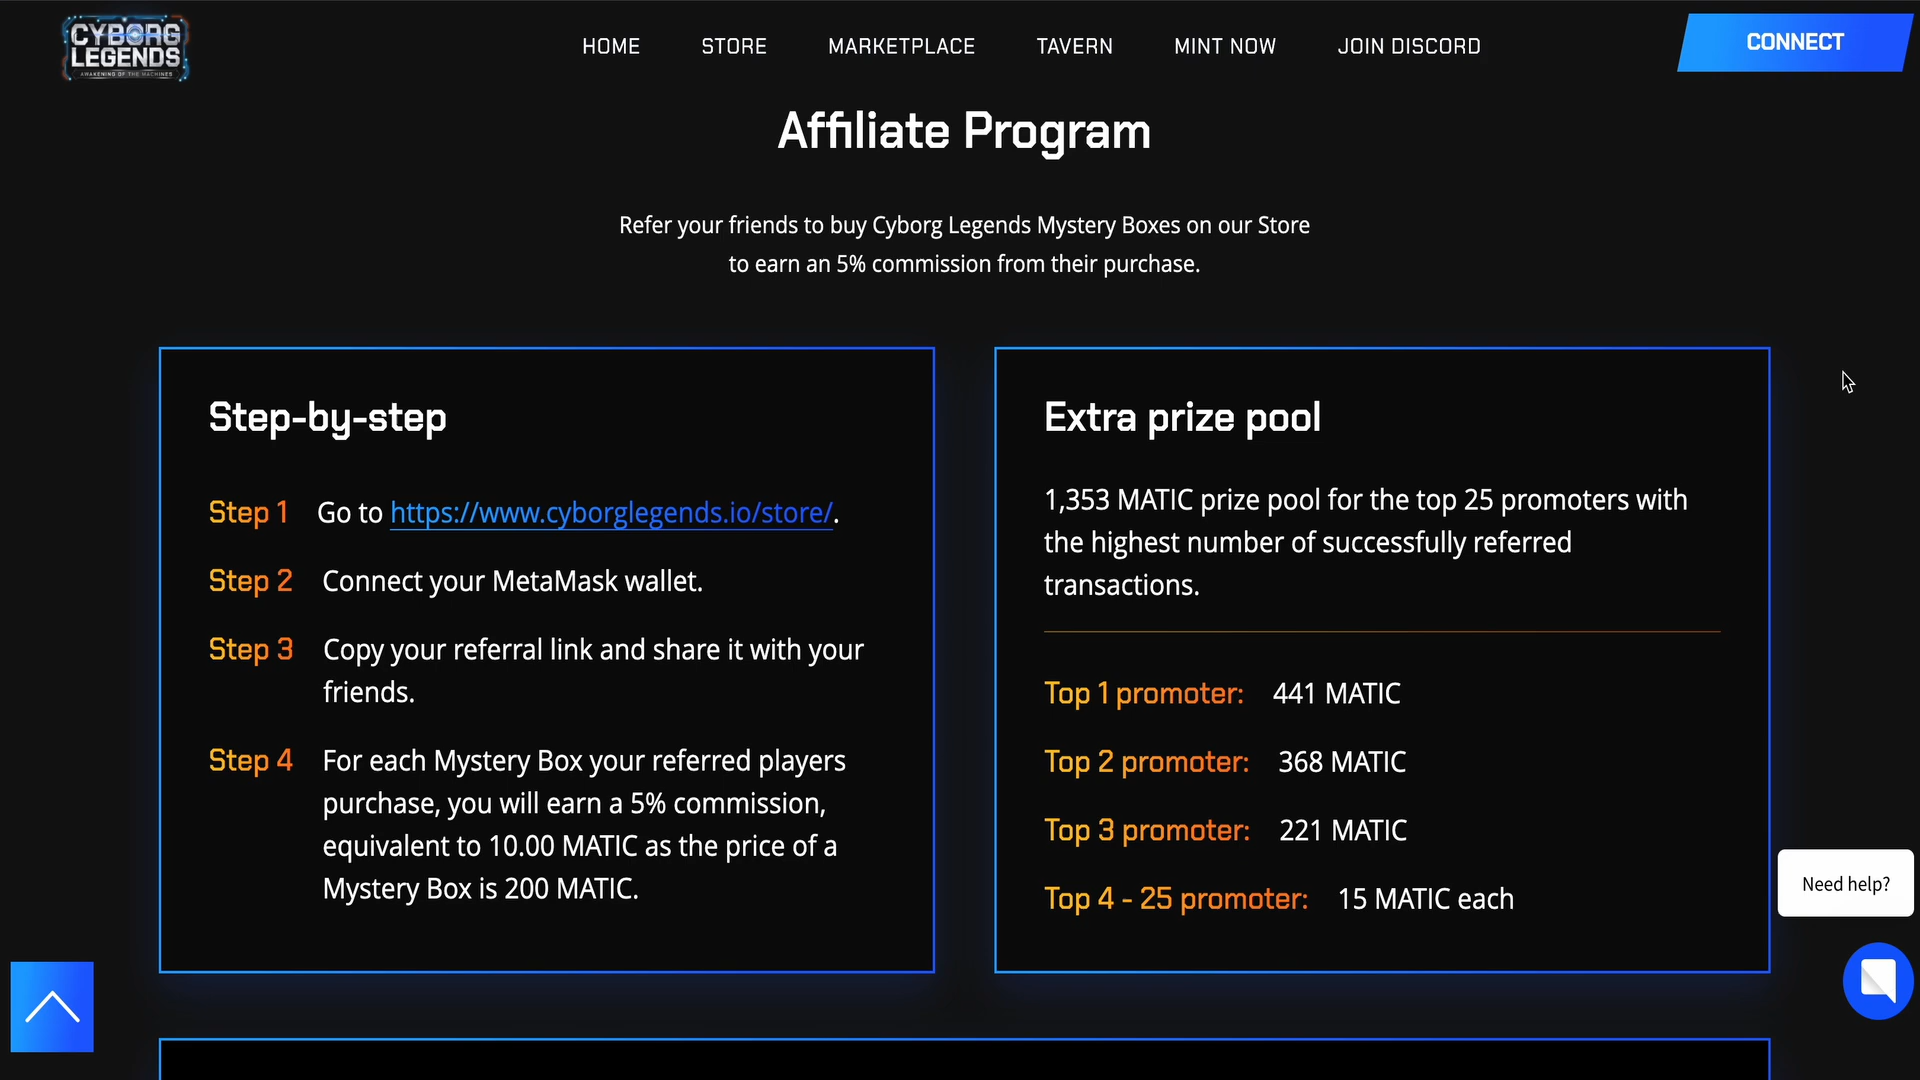 CYBORG
LEGENDS
AWAKENING OF THE MACHINES
HOME
STORE
MARKETPLACE
TAVERN
MINT NOW
JOIN DISCORD
CONNECT
Affiliate Program
Refer your friends to buy Cyborg Legends Mystery Boxes on our Store
to earn an 5% commission from their purchase.
Step-by-step
Step 1 Go to https://www.cyborglegends.io/store/.
Step 2 Connect your MetaMask wallet.
Step 3 Copy your referral link and share it with your
friends.
Step 4 For each Mystery Box your referred players
purchase, you will earn a 5% commission,
equivalent to 10.00 MATIC as the price of a
Mystery Box is 200 MATIC.
Extra prize pool
1,353 MATIC prize pool for the top 25 promoters with
the highest number of successfully referred
transactions.
Top 1 promoter: 441 MATIC
Top 2 promoter: 368 MATIC
Top 3 promoter: 221 MATIC
Top 4 - 25 promoter: 15 MATIC each
Need help?